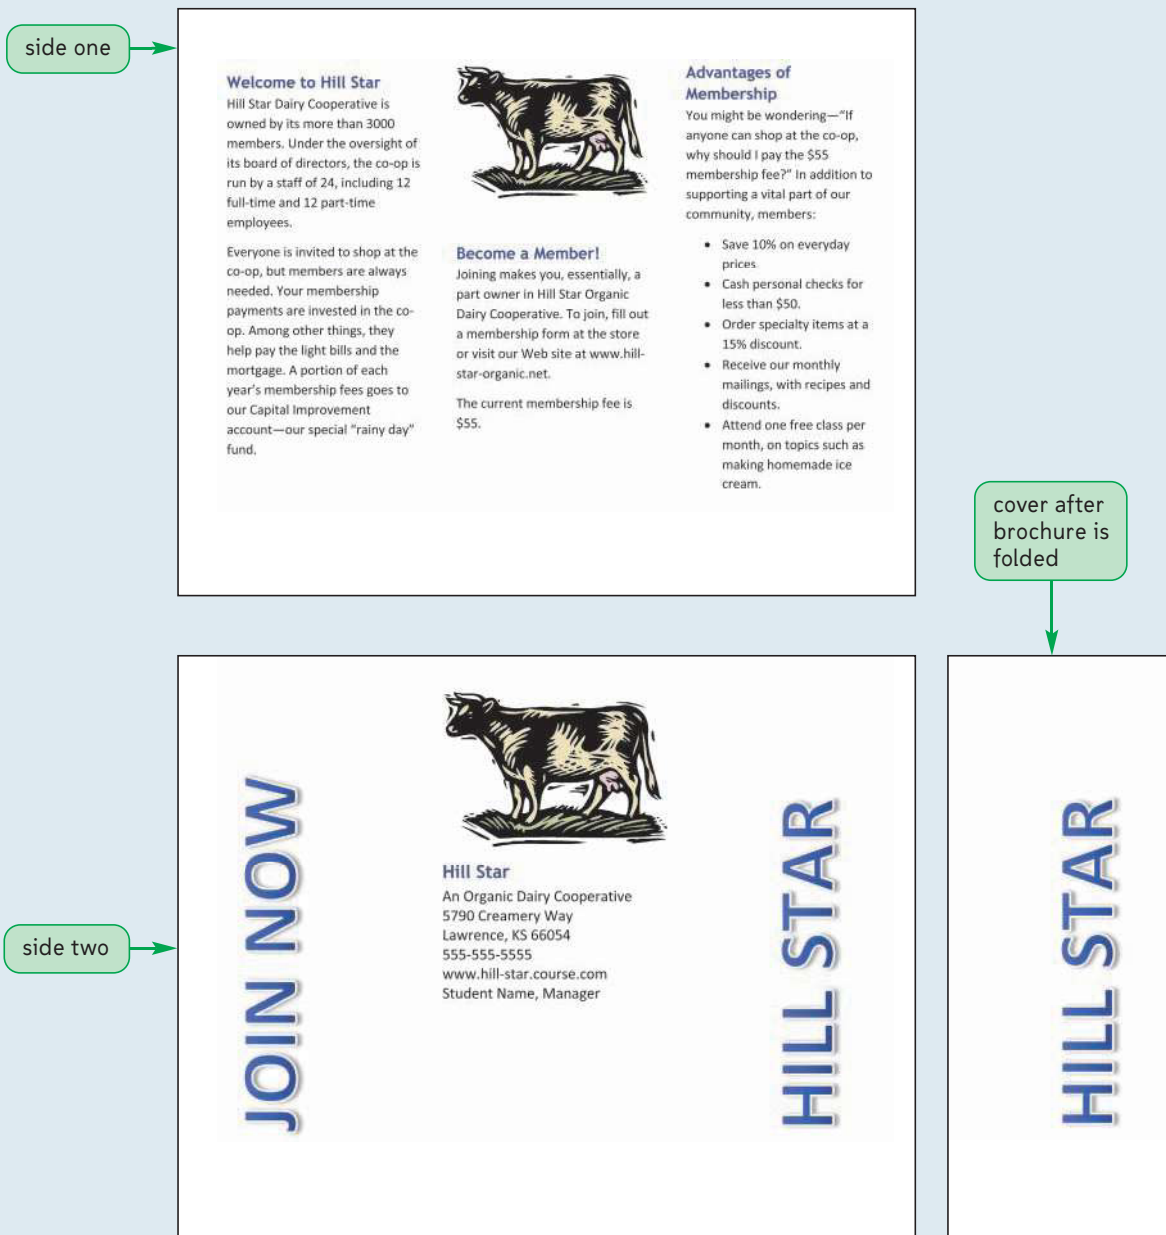 side one
Welcome to Hill Star
Hill Star Dairy Cooperative is
owned by its more than 3000
members. Under the oversight of
its board of directors, the co-op is
run by a staff of 24, including 12
full-time and 12 part-time
employees.
Everyone is invited to shop at the
co-op, but members are always
needed. Your membership
payments are invested in the co-
op. Among other things, they
help pay the light bills and the
mortgage. A portion of each
year's membership fees goes to
our Capital Improvement
account—our special "rainy day"
fund.
Become a Member!
Joining makes you, essentially, a
part owner in Hill Star Organic
Dairy Cooperative. To join, fill out
a membership form at the store
or visit our Web site at www.hill-
star-organic.net.
The current membership fee is
$55.
Advantages of
Membership
You might be wondering—"If
anyone can shop at the co-op,
why should I pay the $55
membership fee?" In addition to
supporting a vital part of our
community, members:
• Save 10% on everyday
prices.
• Cash personal checks for
less than $50.
• Order specialty items at a
15% discount.
• Receive our monthly
mailings, with recipes and
discounts.
• Attend one free class per
month, on topics such as
making homemade ice
cream.
cover after
brochure is
folded
side two
JOIN NOW
Hill Star
An Organic Dairy Cooperative
5790 Creamery Way
Lawrence, KS 66054
555-555-5555
www.hill-star.course.com
Student Name, Manager
HILL STAR
HILL STAR